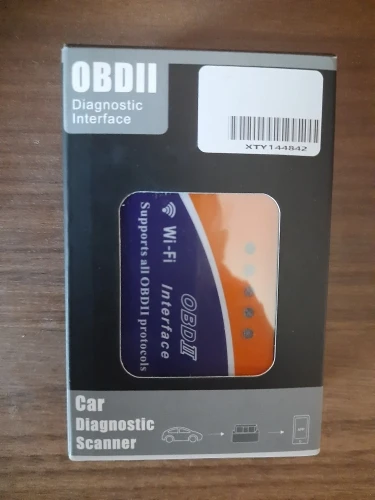 OBDII
Diagnostic
Interface
XTY144842
Wi-Fi
Supports all OBDII protocols
OBDII
Interface
Car
Diagnostic
Scanner